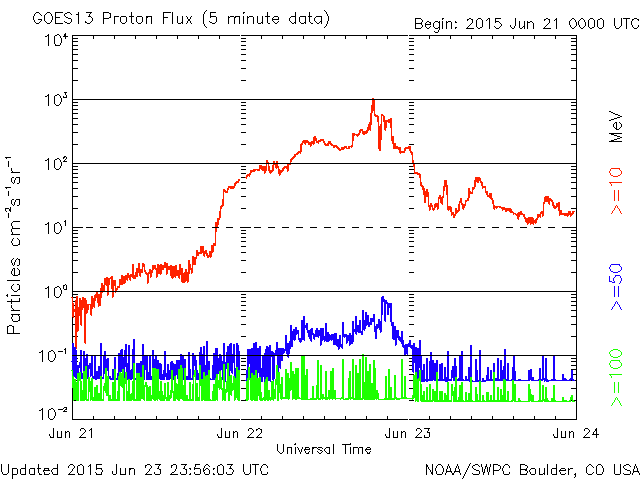 GOES13 Proton Flux (5 minute data)
Begin: 2015 Jun 21 0000 UTC
10⁴
10³
10²
10¹
10⁰
10⁻¹
10⁻²
Particles cm⁻²s⁻¹sr⁻¹
MeV
>=10
>=50
>=100
Jun 21
Jun 22
Jun 23
Jun 24
Universal Time
Updated 2015 Jun 23 23:56:03 UTC
NOAA/SWPC Boulder, CO USA